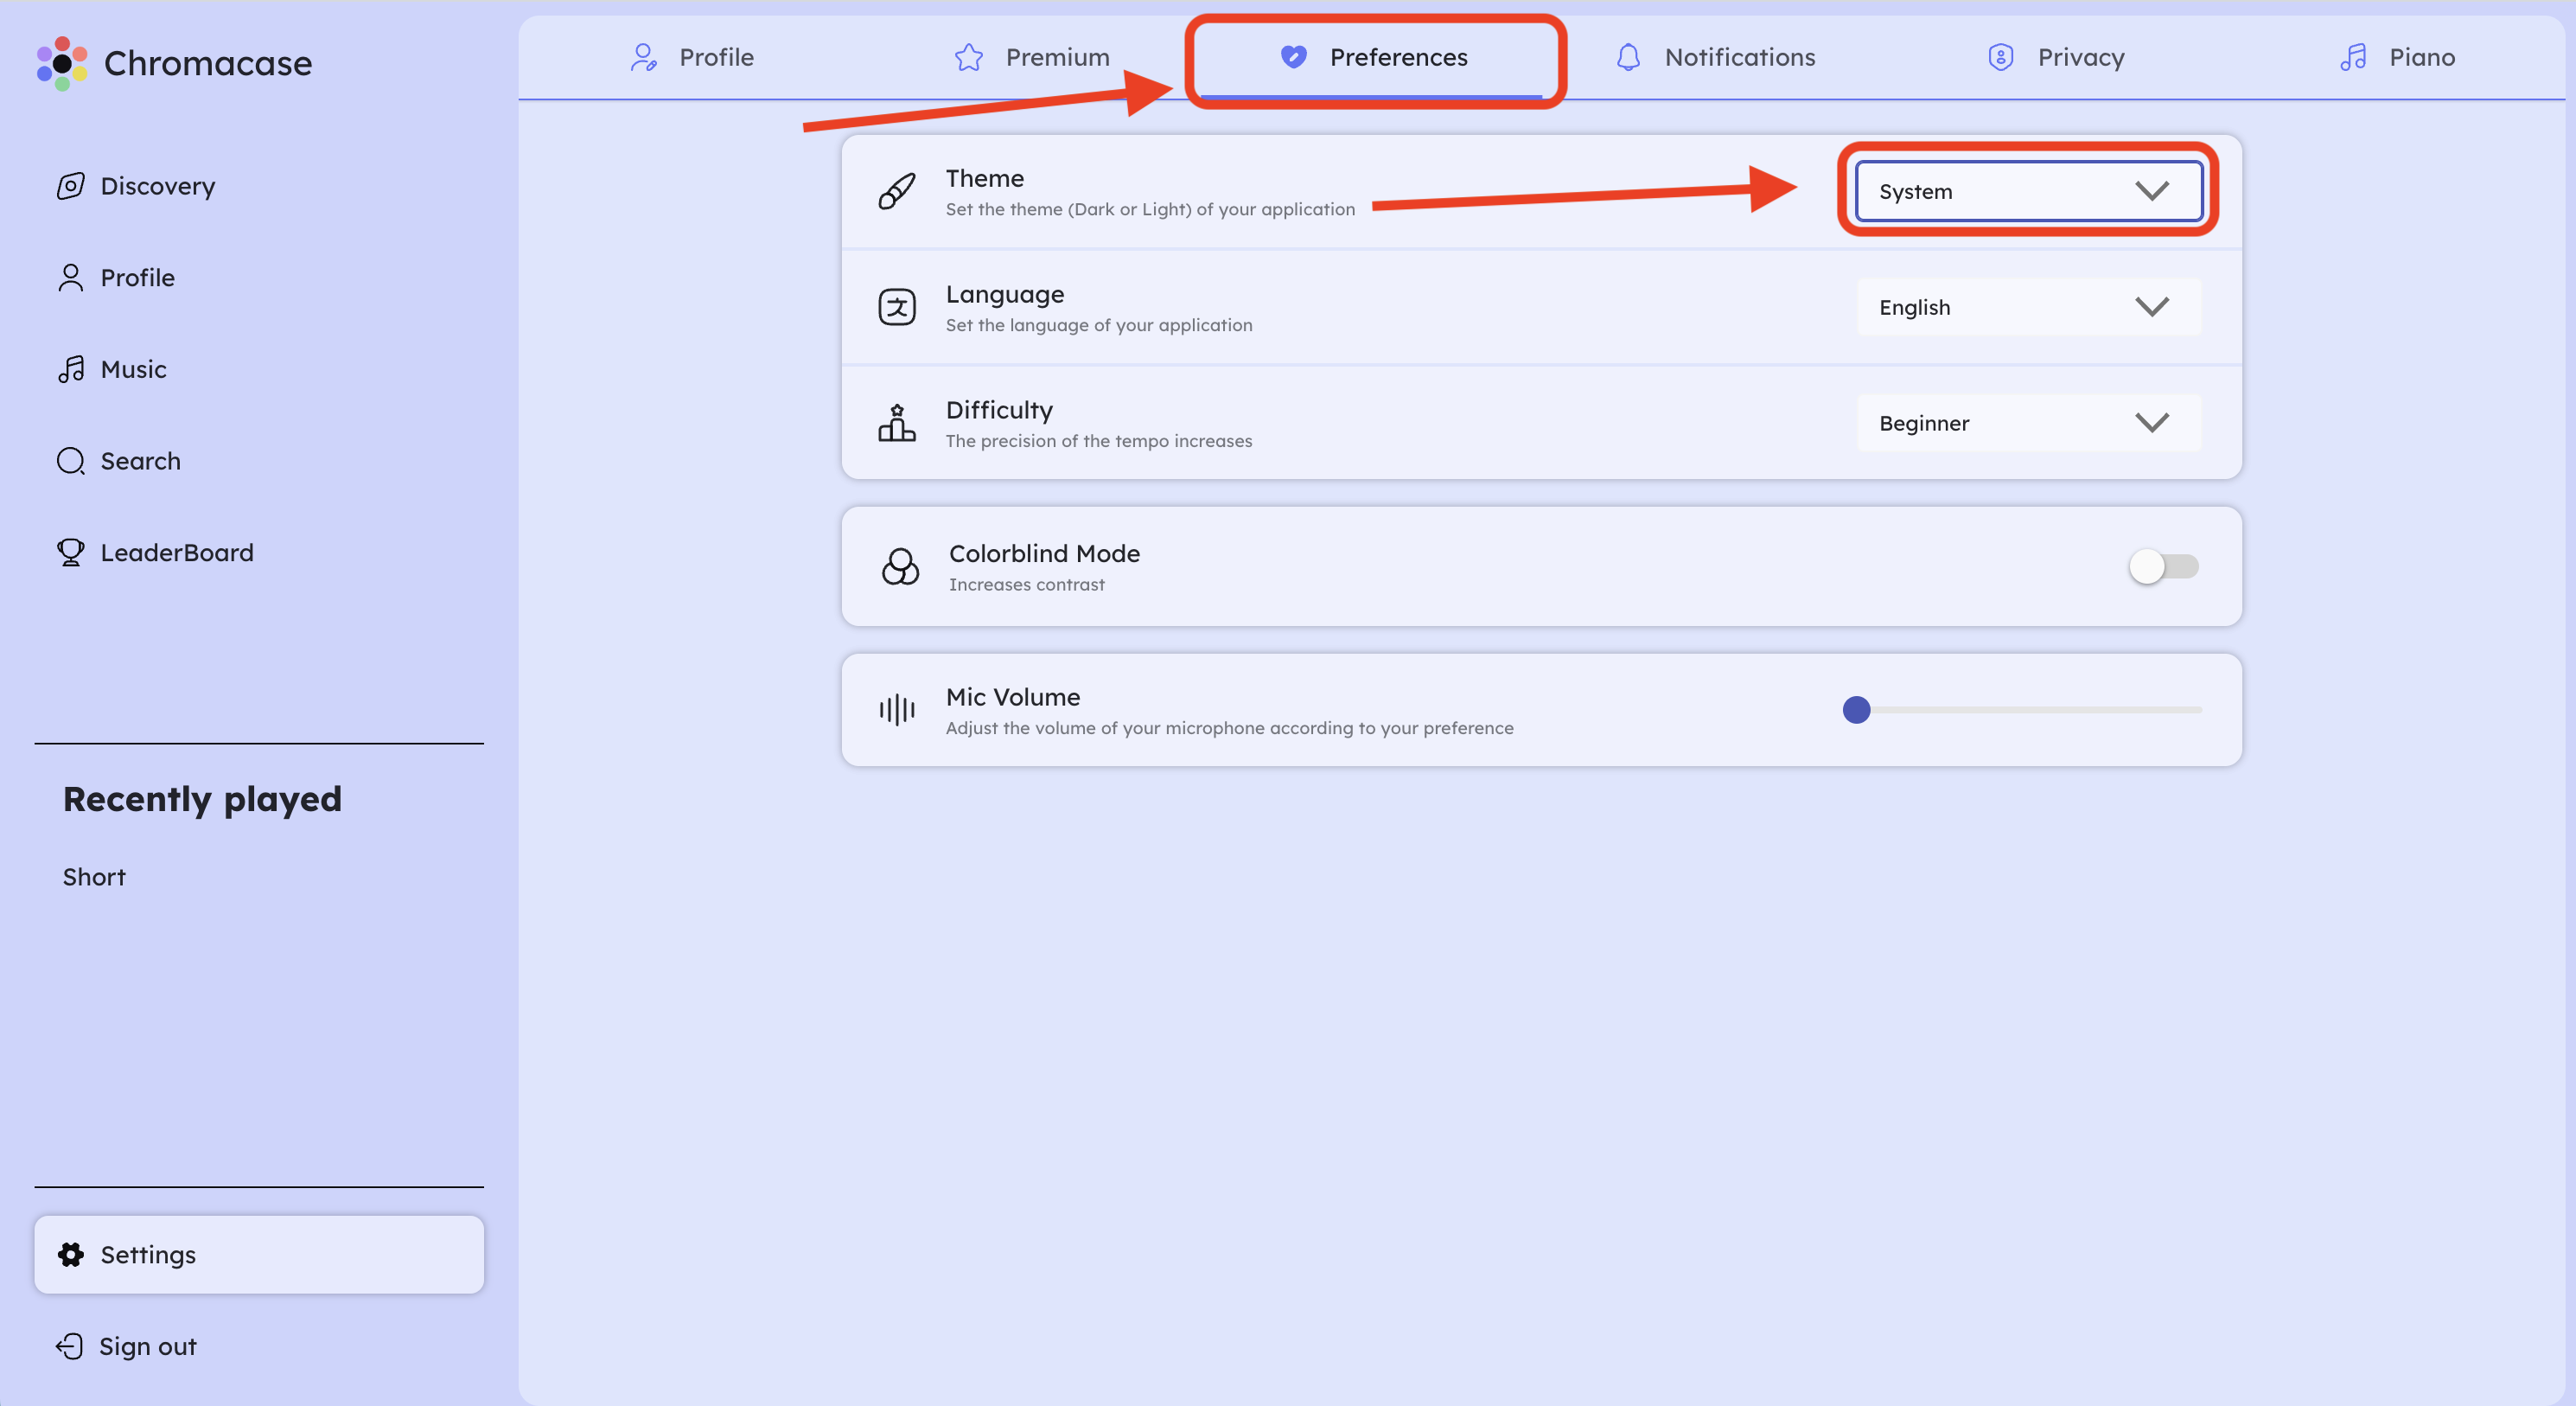 Chromacase
Discovery
Profile
Music
Search
LeaderBoard
Recently played
Short
Settings
Sign out
Profile
Premium
Preferences
Notifications
Privacy
Piano
Theme
Set the theme (Dark or Light) of your application
System
Language
Set the language of your application
English
Difficulty
The precision of the tempo increases
Beginner
Colorblind Mode
Increases contrast
Mic Volume
Adjust the volume of your microphone according to your preference